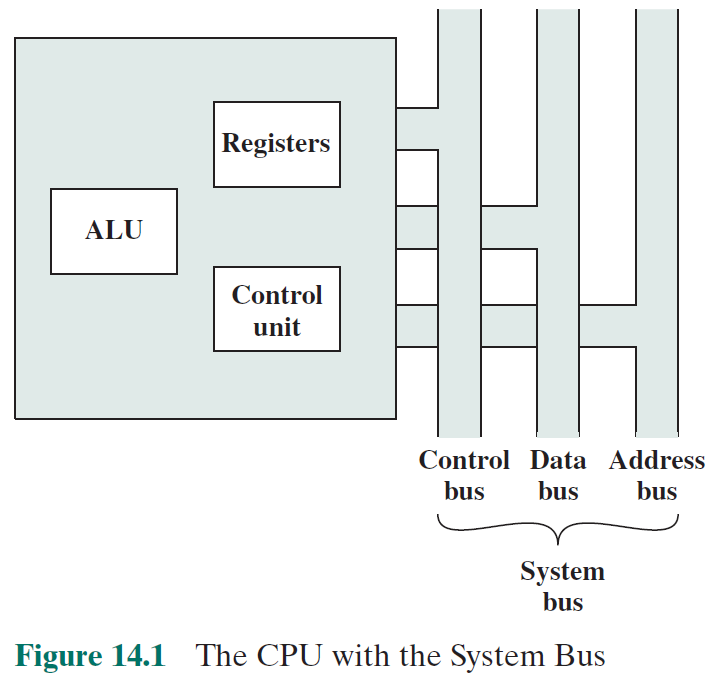 Registers
ALU
Control
unit
Control Data Address
bus bus bus
System
bus
Figure 14.1 The CPU with the System Bus